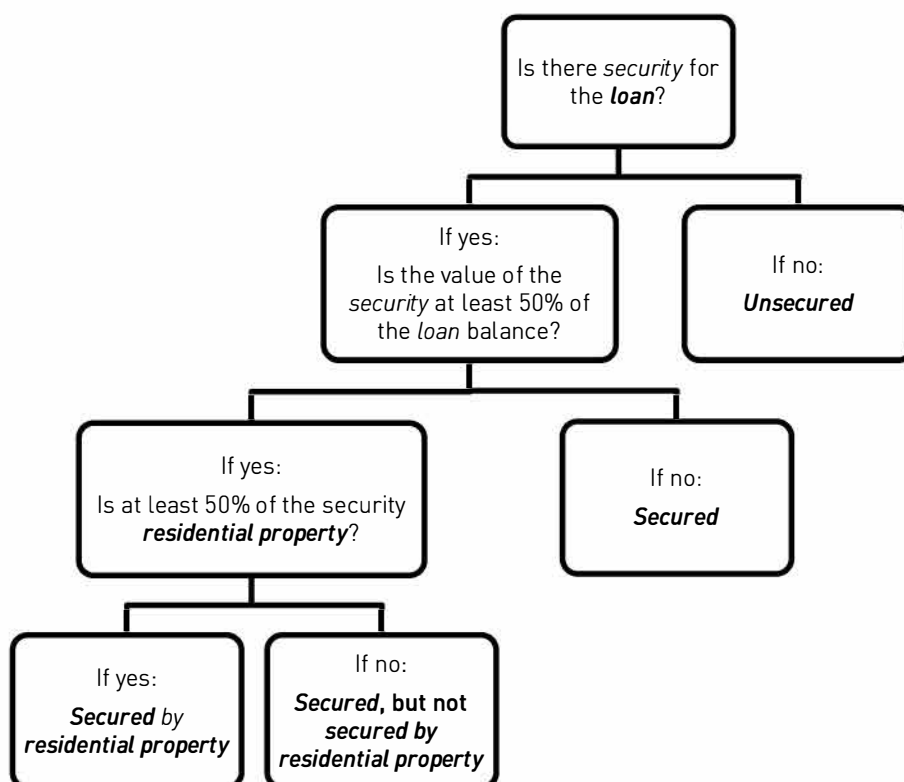 Is there security for
the loan?
If yes:
Is the value of the
security at least 50% of
the loan balance?
If no:
Unsecured
If yes:
Is at least 50% of the security
residential property?
If no:
Secured
If yes:
Secured by
residential property
If no:
Secured, but not
secured by
residential property